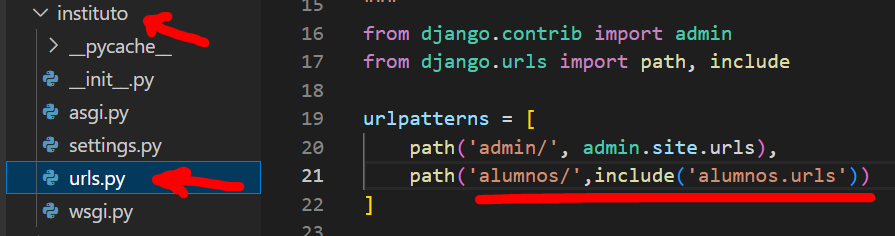 instituto
__pycache__
__init__.py
asgi.py
settings.py
urls.py
wsgi.py
15 """
16 from django.contrib import admin
17 from django.urls import path, include
18
19 urlpatterns = [
20     path('admin/', admin.site.urls),
21     path('alumnos/',include('alumnos.urls'))
22 ]
23